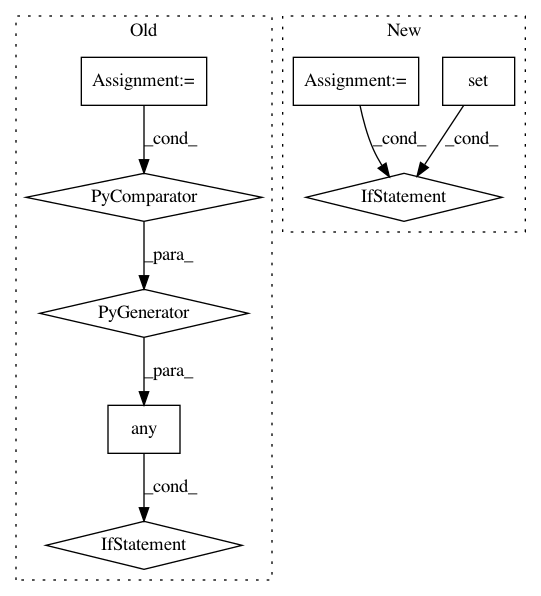 Old
New
Assignment:=
Assignment:=
set
_cond_
_cond_
_cond_
PyComparator
IfStatement
_para_
PyGenerator
_para_
any
_cond_
IfStatement